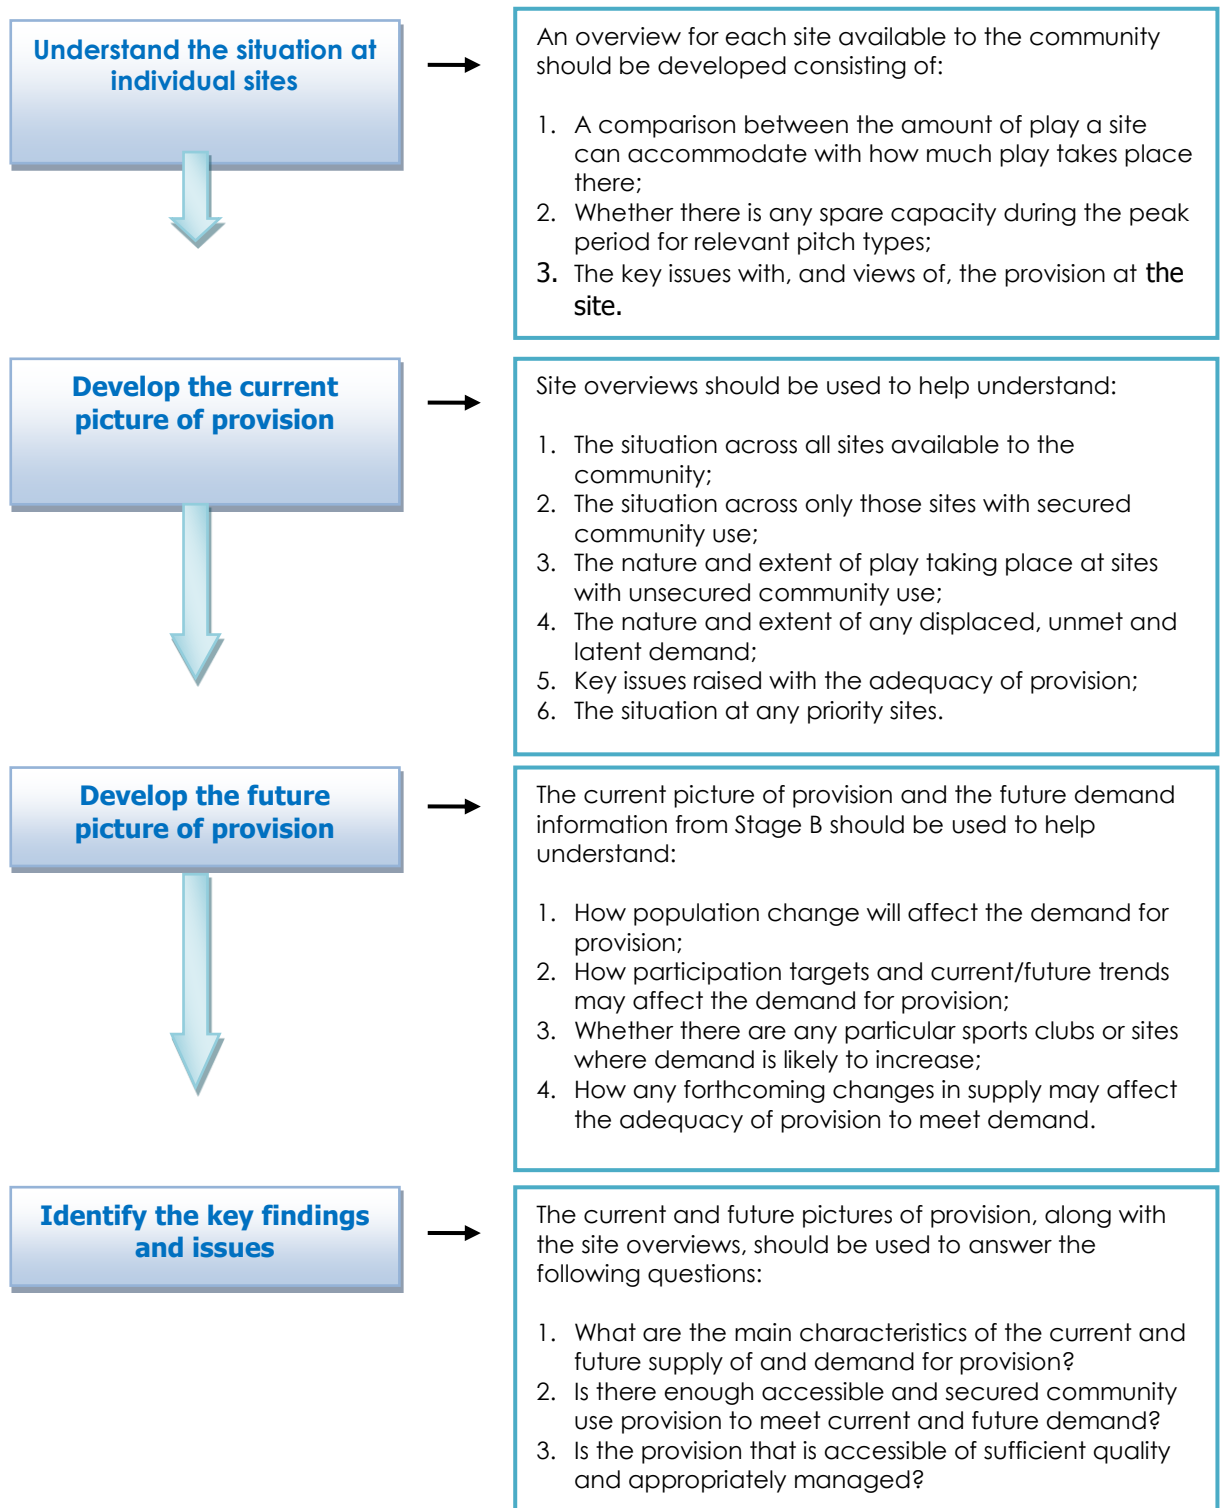 Understand the situation at
individual sites
An overview for each site available to the community
should be developed consisting of:
1. A comparison between the amount of play a site
can accommodate with how much play takes place
there;
2. Whether there is any spare capacity during the peak
period for relevant pitch types;
3. The key issues with, and views of, the provision at the
site.
Develop the current
picture of provision
Site overviews should be used to help understand:
1. The situation across all sites available to the
community;
2. The situation across only those sites with secured
community use;
3. The nature and extent of play taking place at sites
with unsecured community use;
4. The nature and extent of any displaced, unmet and
latent demand;
5. Key issues raised with the adequacy of provision;
6. The situation at any priority sites.
Develop the future
picture of provision
The current picture of provision and the future demand
information from Stage B should be used to help
understand:
1. How population change will affect the demand for
provision;
2. How participation targets and current/future trends
may affect the demand for provision;
3. Whether there are any particular sports clubs or sites
where demand is likely to increase;
4. How any forthcoming changes in supply may affect
the adequacy of provision to meet demand.
Identify the key findings
and issues
The current and future pictures of provision, along with
the site overviews, should be used to answer the
following questions:
1. What are the main characteristics of the current and
future supply of and demand for provision?
2. Is there enough accessible and secured community
use provision to meet current and future demand?
3. Is the provision that is accessible of sufficient quality
and appropriately managed?